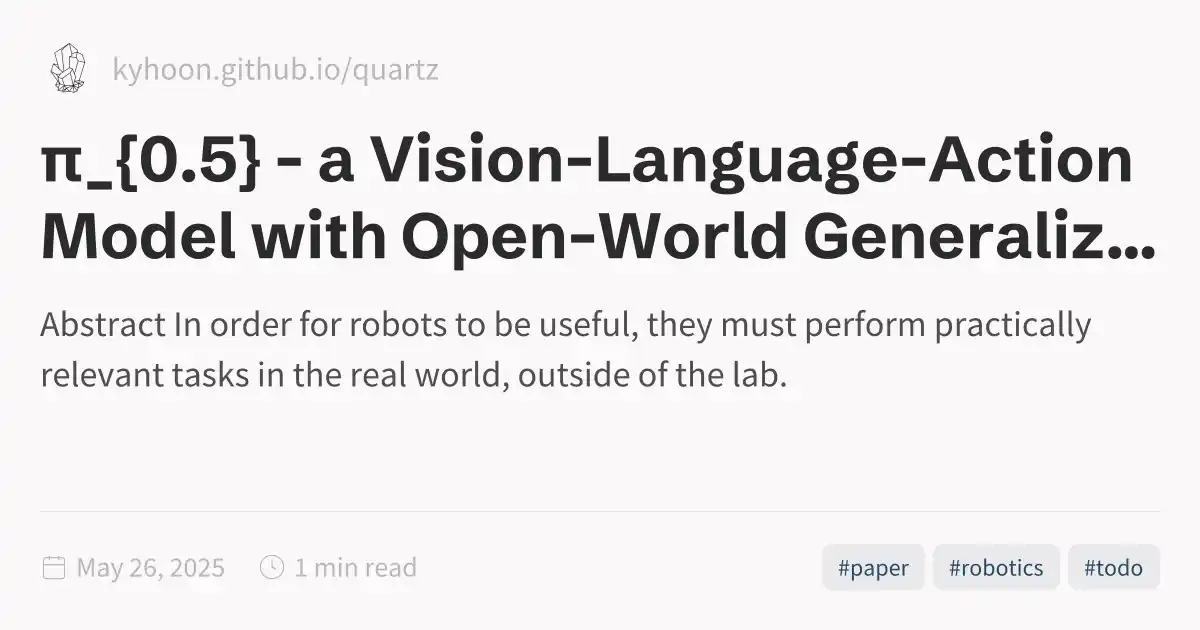 kyhoon.github.io/quartz
π_{0.5} - a Vision-Language-Action
Model with Open-World Generaliz...
Abstract In order for robots to be useful, they must perform practically
relevant tasks in the real world, outside of the lab.
May 26, 2025 1 min read #paper #robotics #todo